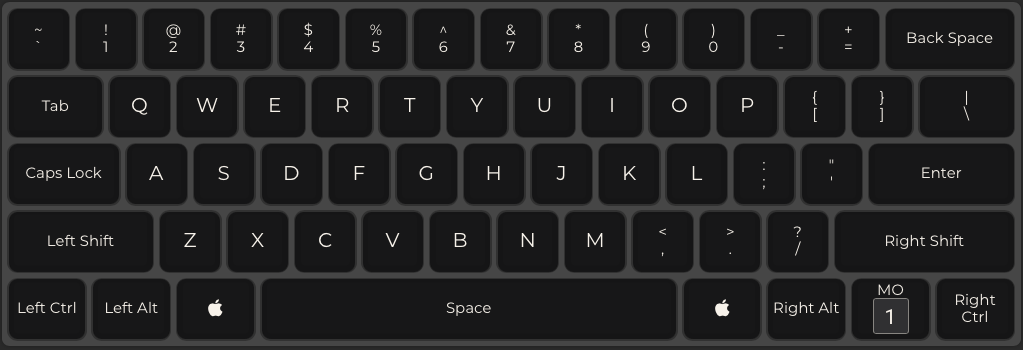 ~ ! @ # $ % ^ & * ( ) _ +
` 1 2 3 4 5 6 7 8 9 0 - = Back Space
Tab Q W E R T Y U I O P { } |
[ ] \
Caps Lock A S D F G H J K L : " Enter
; '
Left Shift Z X C V B N M < > ? Right Shift
, . /
Left Ctrl Left Alt Space Right Alt MO Right
1 Ctrl